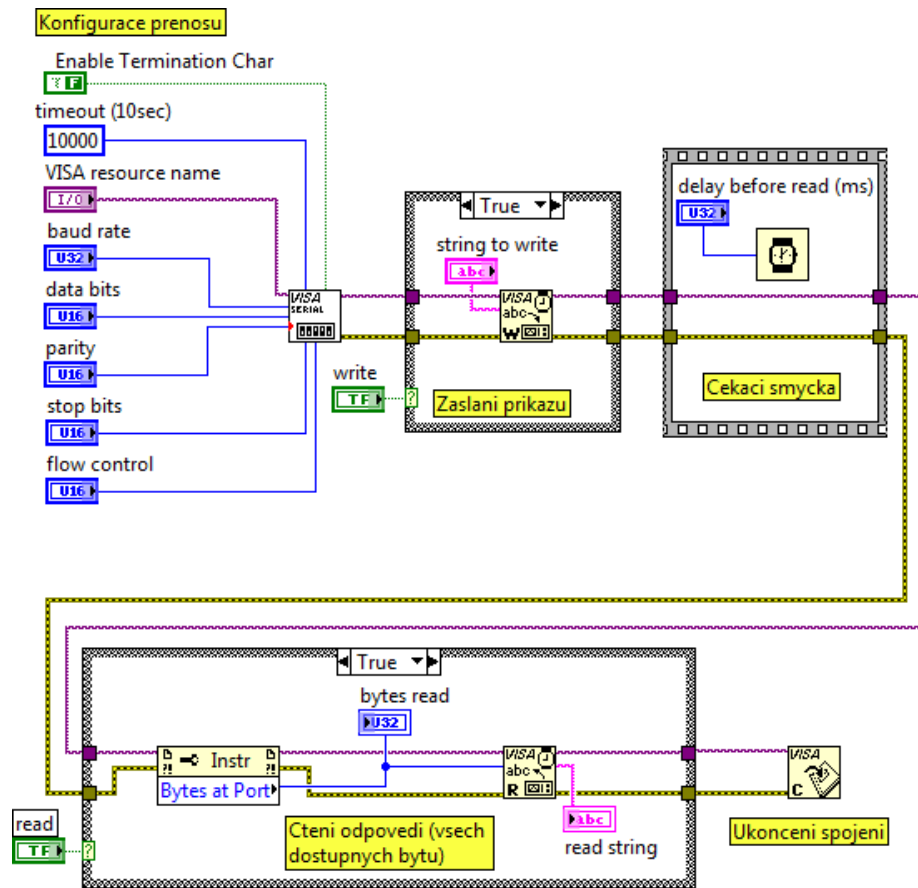 Konfigurace prenosu
Enable Termination Char
F
timeout (10sec)
10000
VISA resource name
I/O
baud rate
U32
data bits
U16
parity
U16
stop bits
U16
flow control
U16
VISA
SERIAL
write
TF
?
True
string to write
abc
VISA
abc
W
Zaslani prikazu
delay before read (ms)
U32
Cekaci smycka
read
TF
?
True
bytes read
U32
?!
Instr
?!
Bytes at Port
VISA
abc
R
abc
read string
Cteni odpovedi (vsech
dostupnych bytu)
VISA
C
Ukonceni spojeni